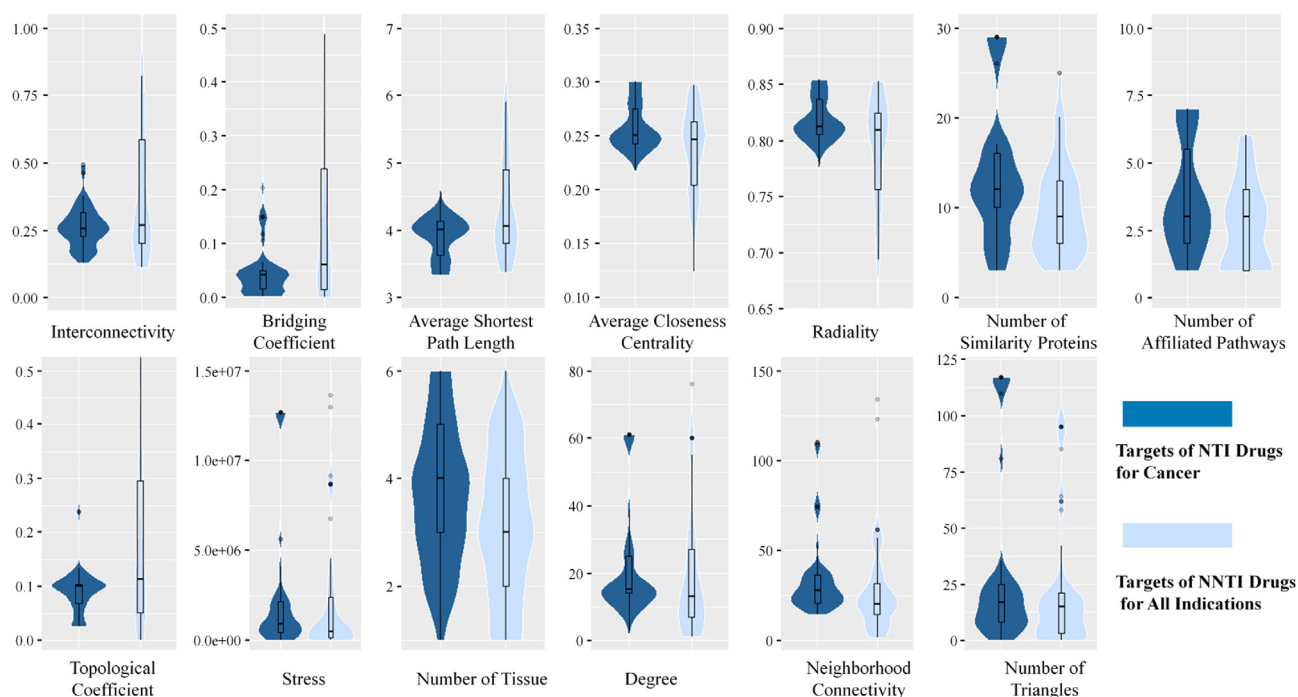 1.00
0.75
0.50
0.25
0.00
Interconnectivity
0.5
0.4
0.3
0.2
0.1
0.0
Bridging
Coefficient
7
6
5
4
3
Average Shortest
Path Length
0.35
0.30
0.25
0.20
0.15
0.10
Average Closeness
Centrality
0.90
0.85
0.80
0.75
0.70
0.65
Radiality
30
20
10
0
Number of
Similarity Proteins
10.0
7.5
5.0
2.5
0
Number of
Affiliated Pathways
0.5
0.4
0.3
0.2
0.1
0.0
Topological
Coefficient
1.5e+07
1.0e+07
5.0e+06
0.0e+00
Stress
6
4
2
Number of Tissue
80
60
40
20
0
Degree
150
100
50
0
Neighborhood
Connectivity
125
100
75
50
25
0
Number of
Triangles
Targets of NTI Drugs
for Cancer
Targets of NNTI Drugs
for All Indications